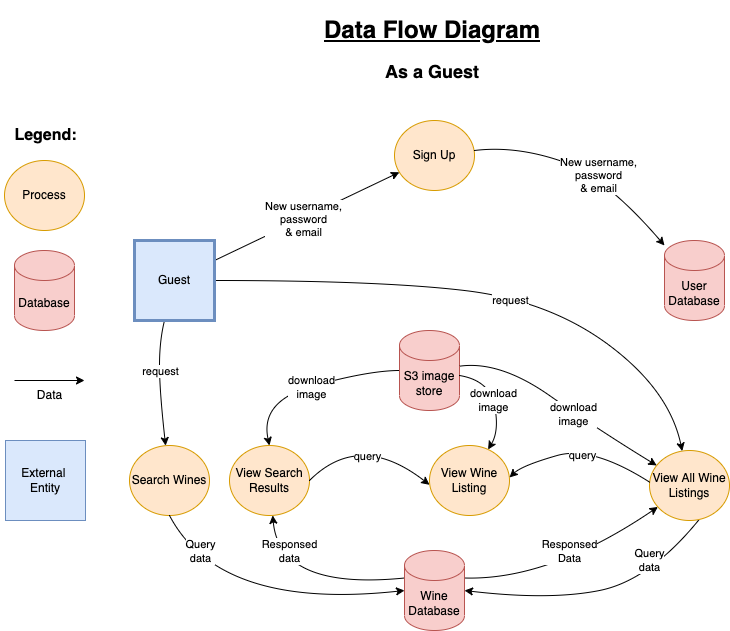 Data Flow Diagram
As a Guest
Legend:
Process
Database
Data
External
Entity
Sign Up
New username,
password
& email
New username,
password
& email
Guest
User
Database
request
request
S3 image
store
download
image
download
image
download
image
Search Wines
View Search
Results
query
View Wine
Listing
query
View All Wine
Listings
Query
data
Responsed
data
Responsed
Data
Query
data
Wine
Database